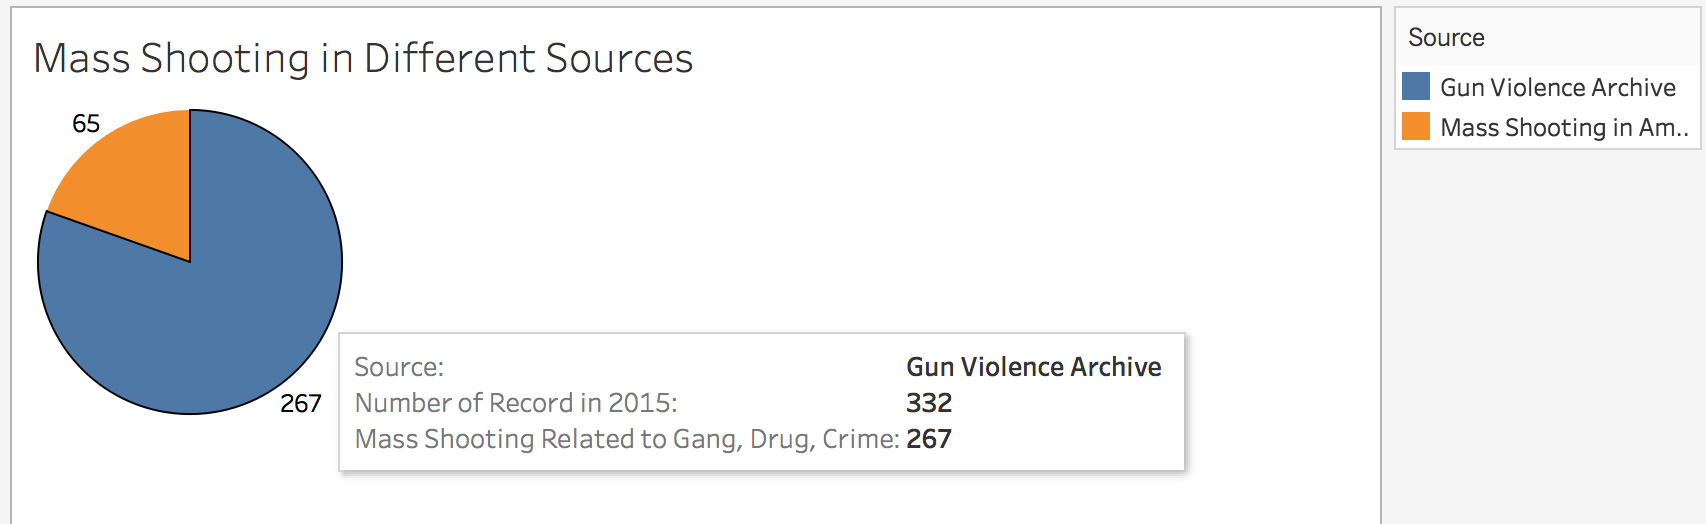 Mass Shooting in Different Sources
65
267
Source:
Gun Violence Archive
Number of Record in 2015:
332
Mass Shooting Related to Gang, Drug, Crime: 267
Source
Gun Violence Archive
Mass Shooting in Am..